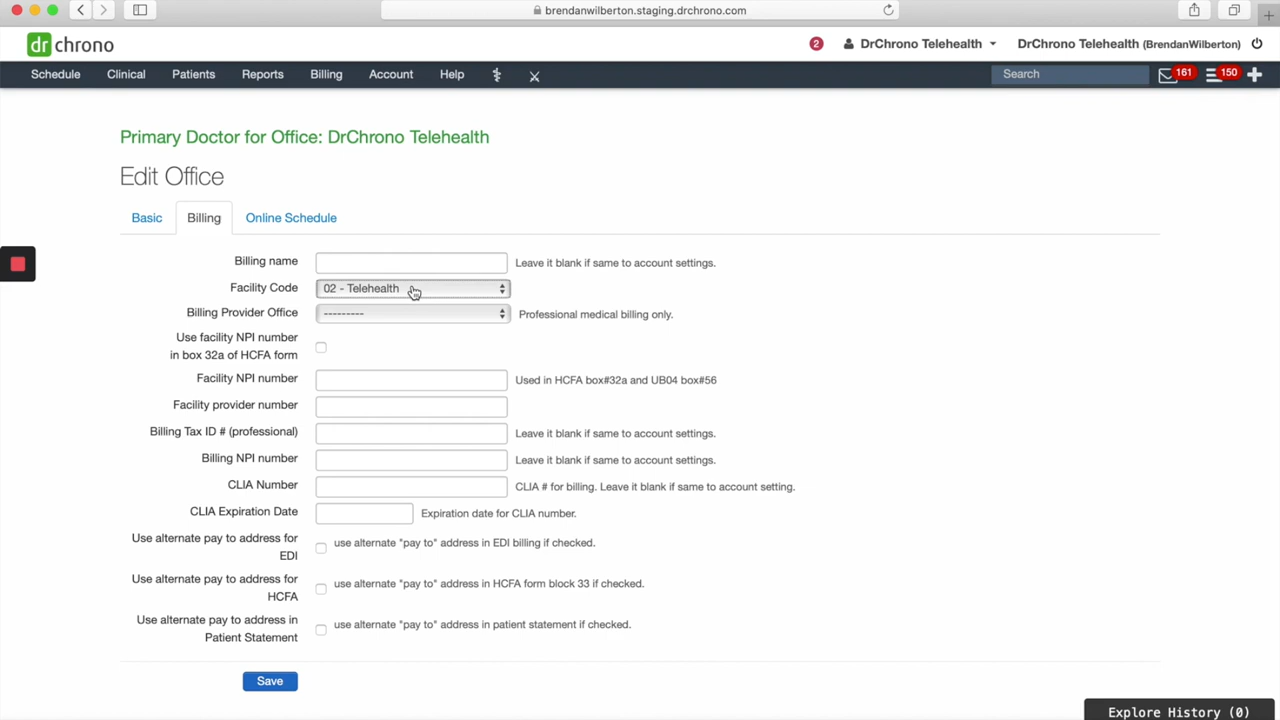 brendanwilberton.staging.drchrono.com
dr chrono
2 DrChrono Telehealth DrChrono Telehealth (BrendanWilberton)
Schedule Clinical Patients Reports Billing Account Help Search 161 150
Primary Doctor for Office: DrChrono Telehealth
Edit Office
Basic Billing Online Schedule
Billing name Leave it blank if same to account settings.
Facility Code 02 - Telehealth
Billing Provider Office --------- Professional medical billing only.
Use facility NPI number
in box 32a of HCFA form
Facility NPI number Used in HCFA box#32a and UB04 box#56
Facility provider number
Billing Tax ID # (professional) Leave it blank if same to account settings.
Billing NPI number Leave it blank if same to account settings.
CLIA Number CLIA # for billing. Leave it blank if same to account setting.
CLIA Expiration Date Expiration date for CLIA number.
Use alternate pay to address for
EDI use alternate "pay to" address in EDI billing if checked.
Use alternate pay to address for
HCFA use alternate "pay to" address in HCFA form block 33 if checked.
Use alternate pay to address in
Patient Statement use alternate "pay to" address in patient statement if checked.
Save
Explore History (0)